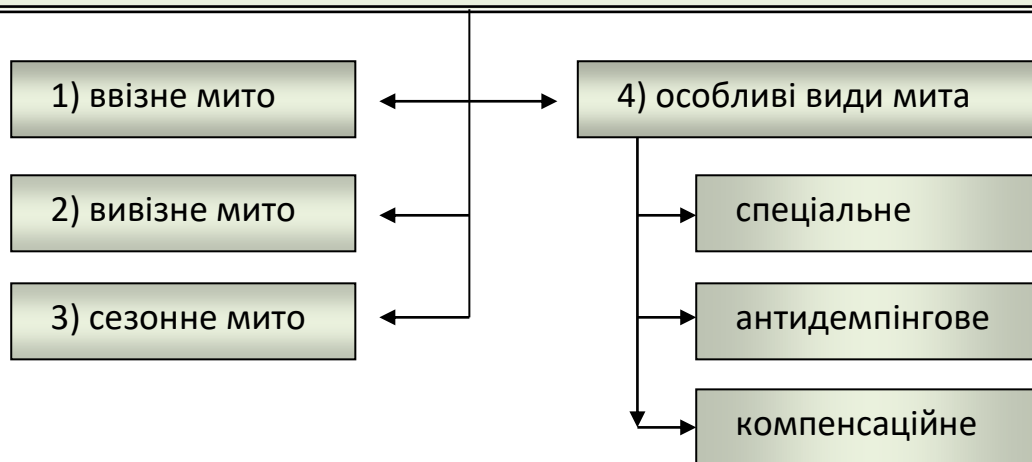 1) ввізне мито
2) вивізне мито
3) сезонне мито
4) особливі види мита
спеціальне
антидемпінгове
компенсаційне